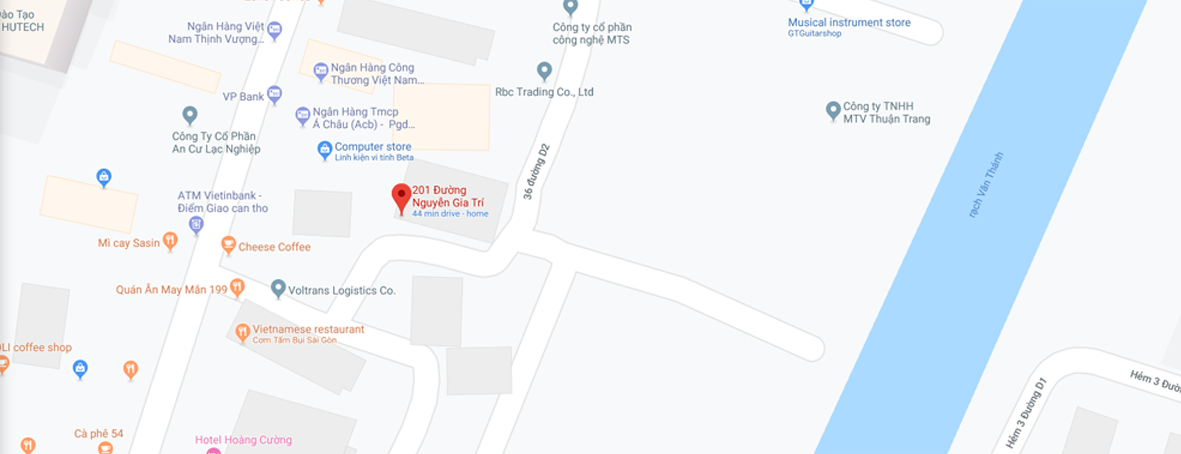 Đào Tạo
HUTECH
Ngân Hàng Việt
Nam Thịnh Vượng...
Công ty cổ phần
công nghệ MTS
Musical instrument store
GTGuitarshop
Ngân Hàng Công
Thương Việt Nam...
VP Bank
Rbc Trading Co., Ltd
Ngân Hàng Tmcp
Á Châu (Acb) - Pgd...
Công ty TNHH
MTV Thuận Trang
Công Ty Cổ Phần
An Cư Lạc Nghiệp
Computer store
Linh kiện vi tính Beta
36 đường D2
rạch Văn Thánh
201 Đường
Nguyễn Gia Trí
44 min drive - home
ATM Vietinbank -
Điểm Giao can tho
Mì cay Sasin
Cheese Coffee
Quán Ăn May Mắn 199
Voltrans Logistics Co.
Vietnamese restaurant
Cơm Tấm Bụi Sài Gòn
OLI coffee shop
Hẻm 3 Đường D1
Hẻm 3 Đườ
Cà phê 54
Hotel Hoàng Cường